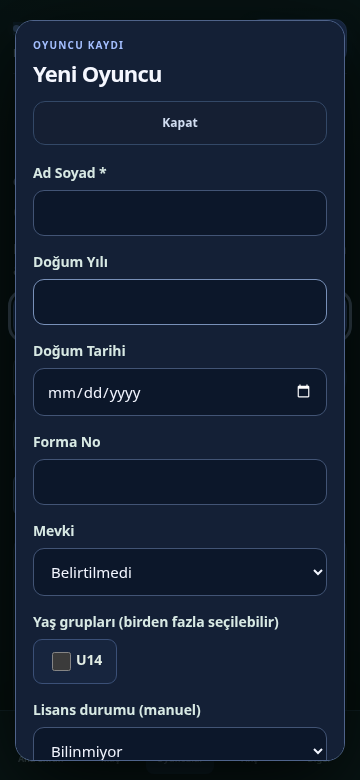 OYUNCU KAYDI
Yeni Oyuncu
Kapat
Ad Soyad *
Doğum Yılı
Doğum Tarihi
mm/dd/yyyy
Forma No
Mevki
Belirtilmedi
Yaş grupları (birden fazla seçilebilir)
U14
Lisans durumu (manuel)
Bilinmiyor